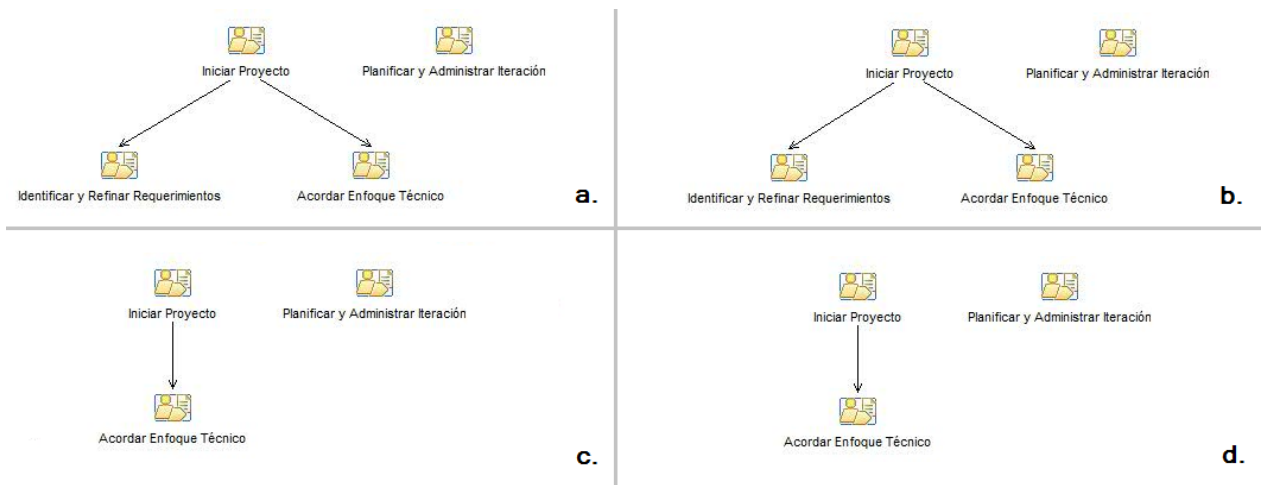 Iniciar Proyecto
Planificar y Administrar Iteración
Identificar y Refinar Requerimientos
Acordar Enfoque Técnico
a.
Iniciar Proyecto
Planificar y Administrar Iteración
Identificar y Refinar Requerimientos
Acordar Enfoque Técnico
b.
Iniciar Proyecto
Planificar y Administrar Iteración
Acordar Enfoque Técnico
c.
Iniciar Proyecto
Planificar y Administrar Iteración
Acordar Enfoque Técnico
d.